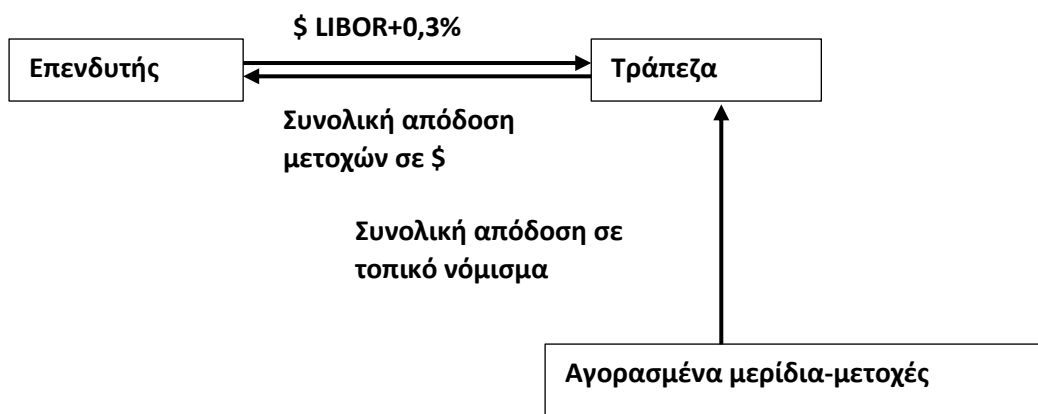 $ LIBOR+0,3%
Επενδυτής
Τράπεζα
Συνολική απόδοση
μετοχών σε $
Συνολική απόδοση σε
τοπικό νόμισμα
Αγορασμένα μερίδια-μετοχές